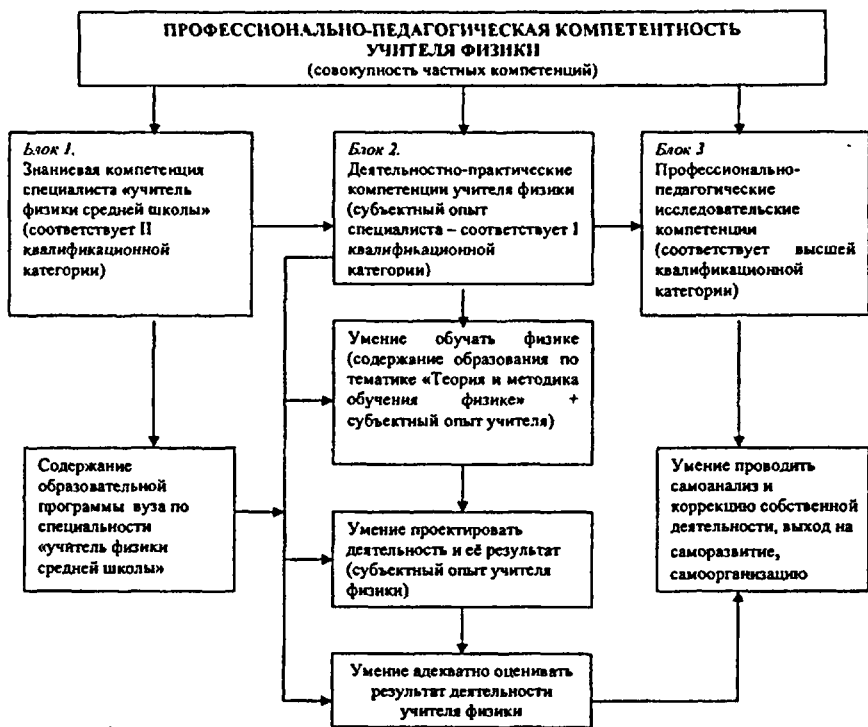 ПРОФЕССИОНАЛЬНО-ПЕДАГОГИЧЕСКАЯ КОМПЕТЕНТНОСТЬ
УЧИТЕЛЯ ФИЗИКИ
(совокупность частных компетенций)
Блок 1.
Знаниевая компетенция
специалиста «учитель
физики средней школы»
(соответствует II
квалификационной
категории)
Блок 2.
Деятельностно-практические
компетенции учителя физики
(субъектный опыт
специалиста – соответствует I
квалификационной
категории)
Блок 3
Профессионально-
педагогические
исследовательские
компетенции
(соответствует высшей
квалификационной
категории)
Умение обучать физике
(содержание образования по
тематике «Теория и методика
обучения физике» +
субъектный опыт учителя)
Содержание
образовательной
программы вуза по
специальности
«учитель физики
средней школы»
Умение проектировать
деятельность и её результат
(субъектный опыт учителя
физики)
Умение проводить
самоанализ и
коррекцию собственной
деятельности, выход на
саморазвитие,
самоорганизацию
Умение адекватно оценивать
результат деятельности
учителя физики